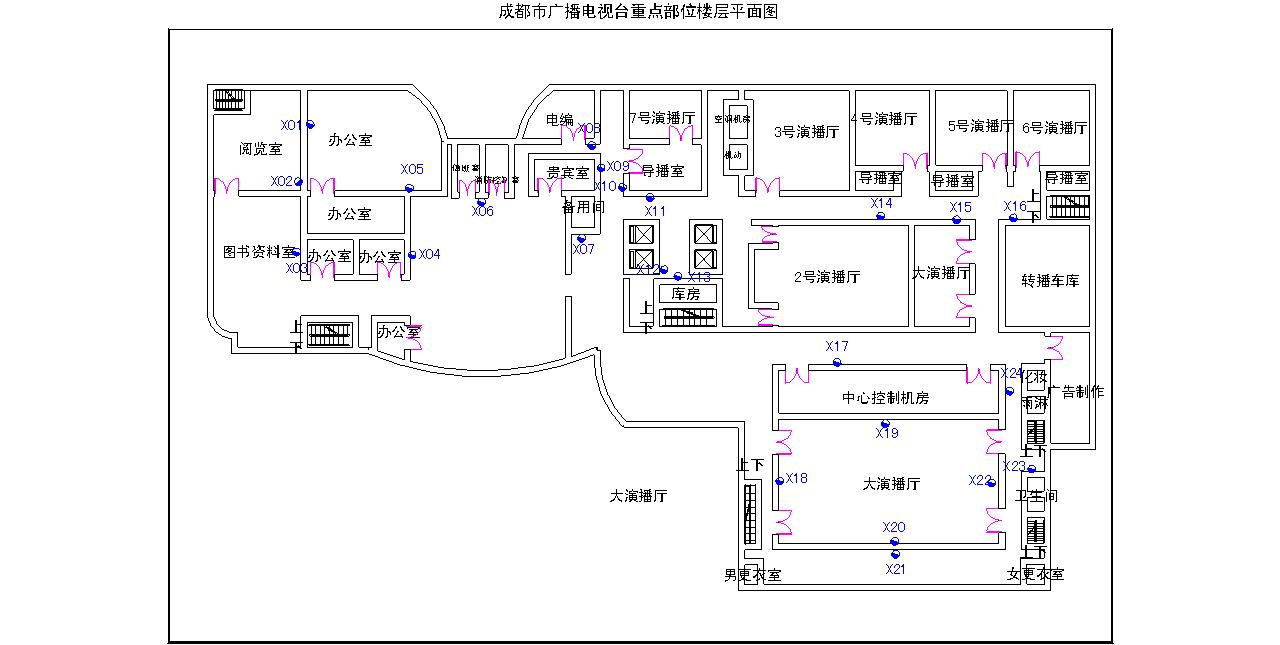 成都市广播电视台重点部位楼层平面图
电编
X08
7号演播厅
空调机房
3号演播厅
4号演播厅
5号演播厅
6号演播厅
X01
办公室
阅览室
机动
X05
值班室
消防控制室
贵宾室
X09
导播室
导播室
导播室
导播室
X02
X10
X06
备用间
X11
X14
X15
X16
上
下
办公室
图书资料室
X03
办公室
办公室
X04
X07
X12
X13
2号演播厅
大演播厅
转播车库
库房
上
下
上
下
办公室
X17
X24
化妆
中心控制机房
广告制作
雨淋
X19
上下
上下
X23
X18
大演播厅
X22
大演播厅
卫生间
X20
上下
X21
男更衣室
女更衣室